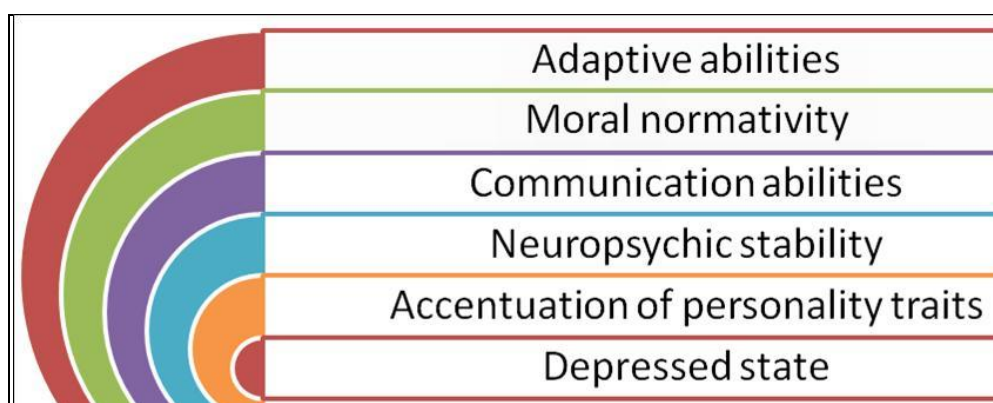 Adaptive abilities
Moral normativity
Communication abilities
Neuropsychic stability
Accentuation of personality traits
Depressed state